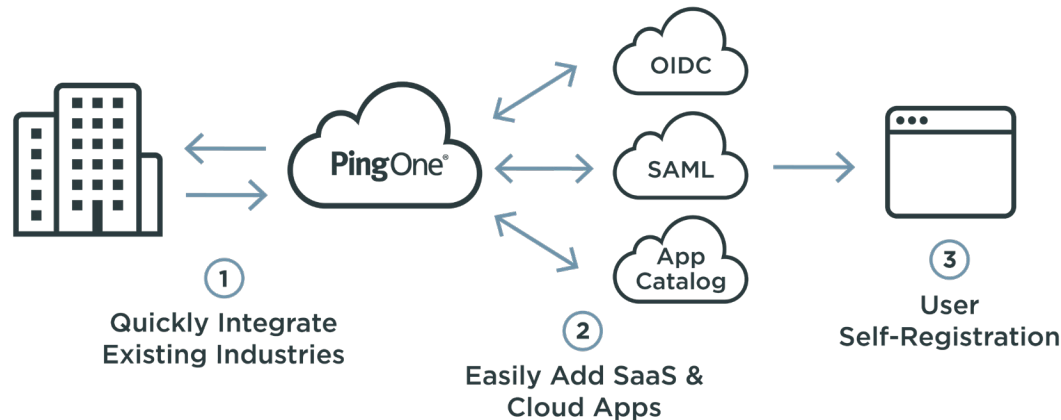 PingOne®
OIDC
SAML
App
Catalog
1
Quickly Integrate
Existing Industries
2
Easily Add SaaS &
Cloud Apps
3
User
Self-Registration